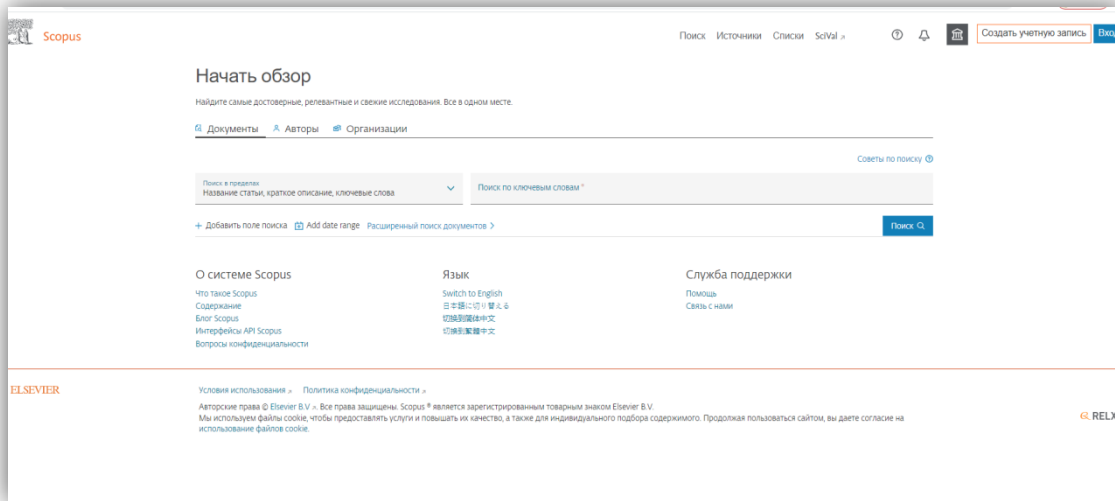 Scopus
Поиск Источники Списки SciVal
Создать учетную запись
Вход
Начать обзор
Найдите самые достоверные, релевантные и свежие исследования. Все в одном месте.
Документы Авторы Организации
Советы по поиску
Поиск в пределах
Название статьи, краткое описание, ключевые слова
Поиск по ключевым словам *
+ Добавить поле поиска Add date range Расширенный поиск документов >
Поиск
О системе Scopus
Что такое Scopus
Содержание
Блог Scopus
Интерфейсы API Scopus
Вопросы конфиденциальности
Язык
Switch to English
日本語に切り替える
切换到简体中文
切換到繁體中文
Служба поддержки
Помощь
Связь с нами
ELSEVIER
Условия использования Политика конфиденциальности
Авторские права © Elsevier B.V. Все права защищены. Scopus ® является зарегистрированным товарным знаком Elsevier B.V.
Мы используем файлы cookie, чтобы предоставлять услуги и повышать их качество, а также для индивидуального подбора содержимого. Продолжая пользоваться сайтом, вы даете согласие на
использование файлов cookie.
RELX